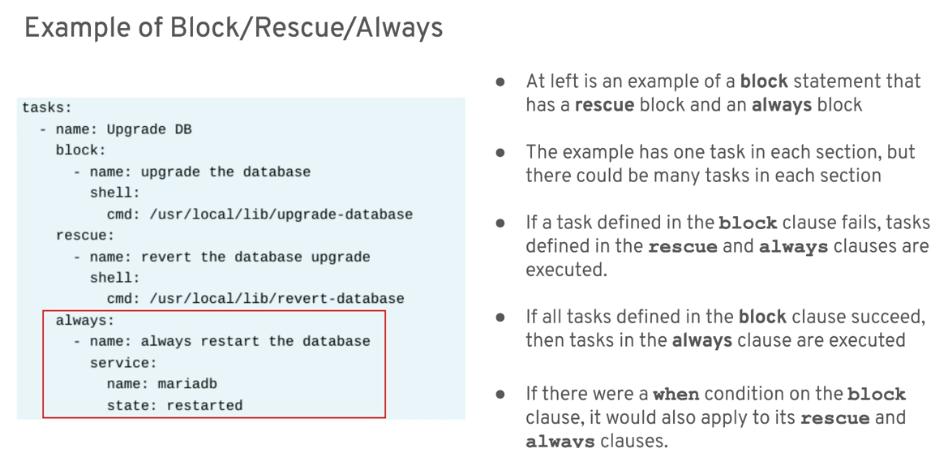 Example of Block/Rescue/Always
tasks:
  - name: Upgrade DB
    block:
      - name: upgrade the database
        shell:
          cmd: /usr/local/lib/upgrade-database
    rescue:
      - name: revert the database upgrade
        shell:
          cmd: /usr/local/lib/revert-database
    always:
      - name: always restart the database
        service:
          name: mariadb
          state: restarted
● At left is an example of a block statement that
has a rescue block and an always block
● The example has one task in each section, but
there could be many tasks in each section
● If a task defined in the block clause fails, tasks
defined in the rescue and always clauses are
executed.
● If all tasks defined in the block clause succeed,
then tasks in the always clause are executed
● If there were a when condition on the block
clause, it would also apply to its rescue and
always clauses.